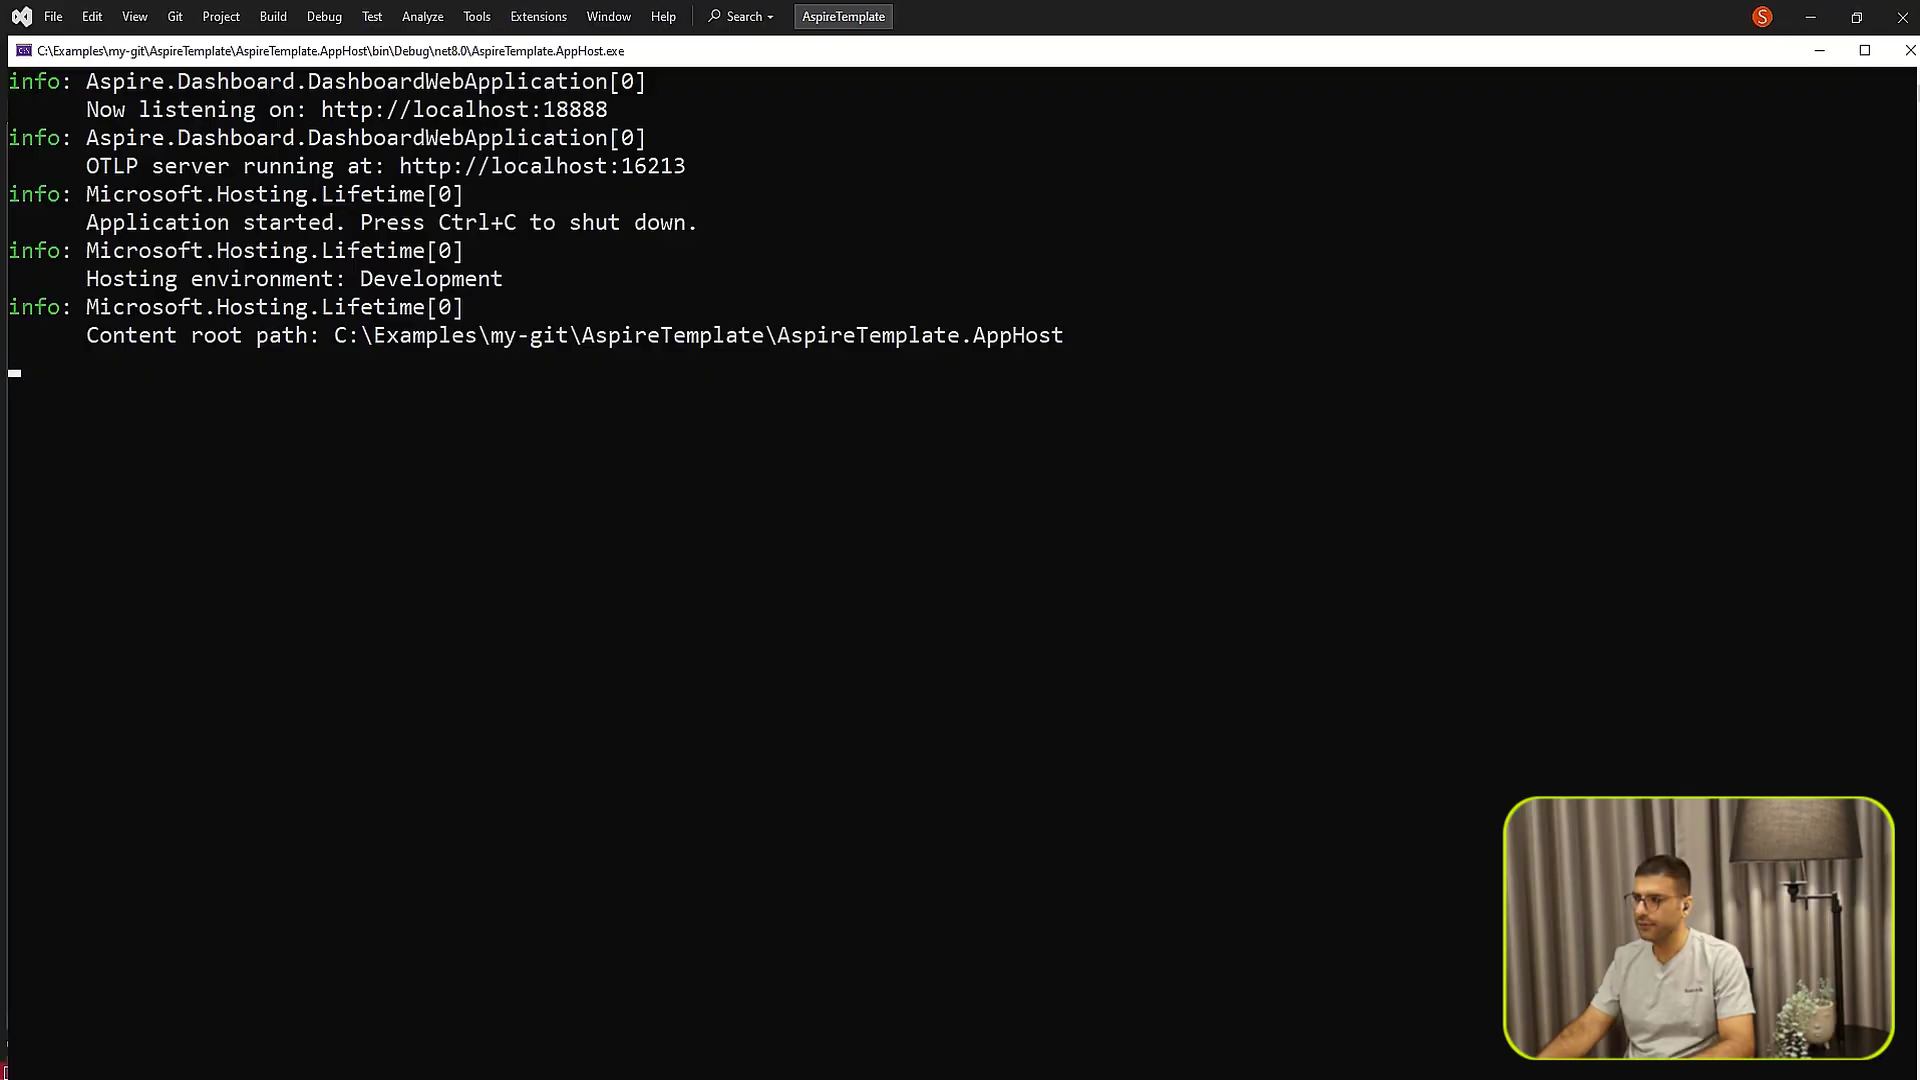 File Edit View Git Project Build Debug Test Analyze Tools Extensions Window Help Search AspireTemplate S
C:\Examples\my-git\AspireTemplate\AspireTemplate.AppHost\bin\Debug\net8.0\AspireTemplate.AppHost.exe
info: Aspire.Dashboard.DashboardWebApplication[0]
Now listening on: http://localhost:18888
info: Aspire.Dashboard.DashboardWebApplication[0]
OTLP server running at: http://localhost:16213
info: Microsoft.Hosting.Lifetime[0]
Application started. Press Ctrl+C to shut down.
info: Microsoft.Hosting.Lifetime[0]
Hosting environment: Development
info: Microsoft.Hosting.Lifetime[0]
Content root path: C:\Examples\my-git\AspireTemplate\AspireTemplate.AppHost